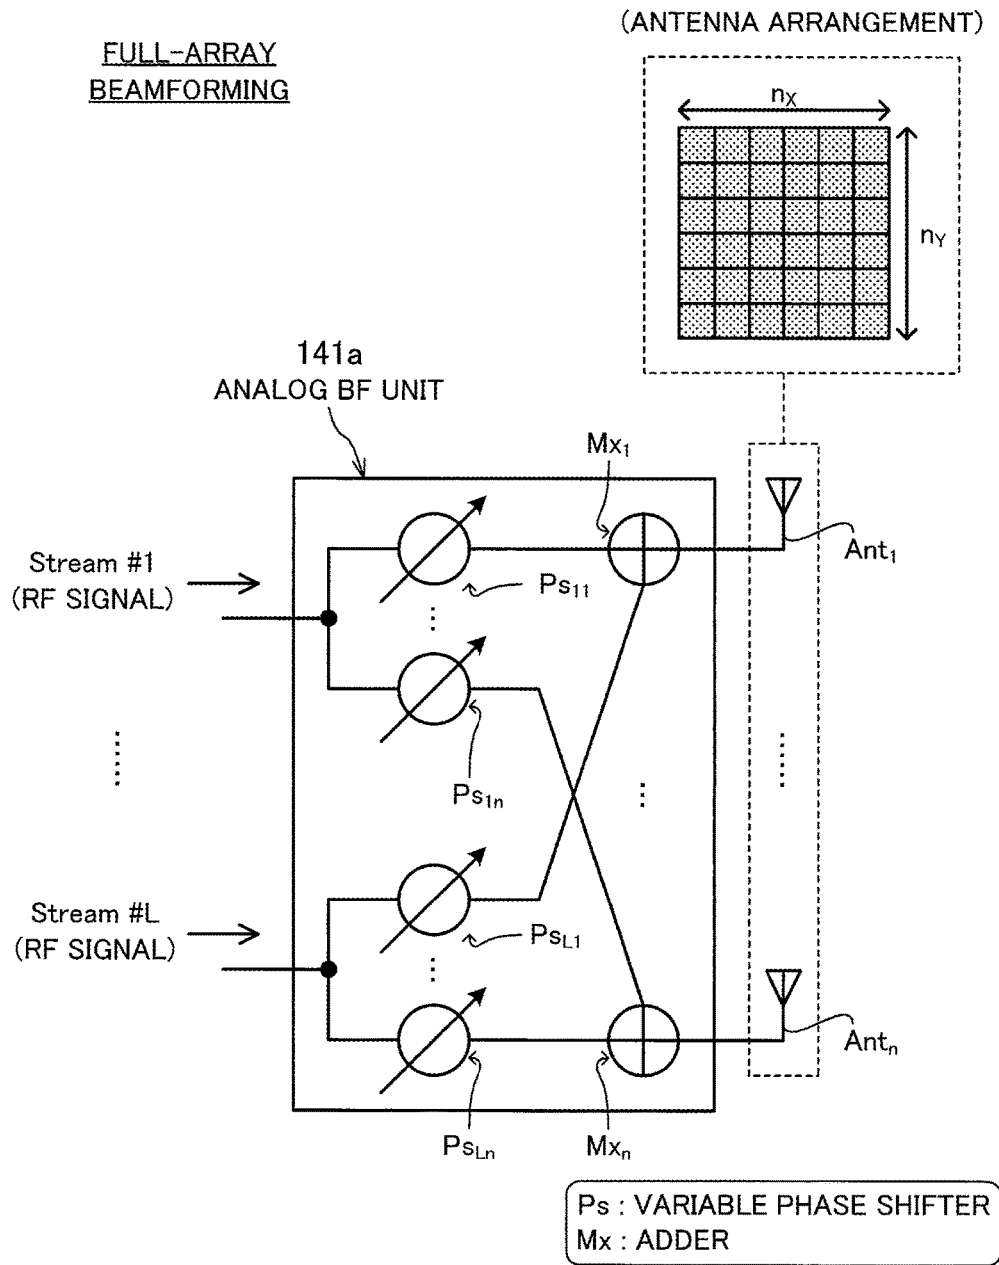 (ANTENNA ARRANGEMENT)
FULL-ARRAY
BEAMFORMING
nX
nY
141a
ANALOG BF UNIT
Mx1
Ant1
Stream #1
(RF SIGNAL)
Ps11
Ps1n
Stream #L
(RF SIGNAL)
PsL1
Antn
PsLn
Mxn
Ps : VARIABLE PHASE SHIFTER
Mx : ADDER